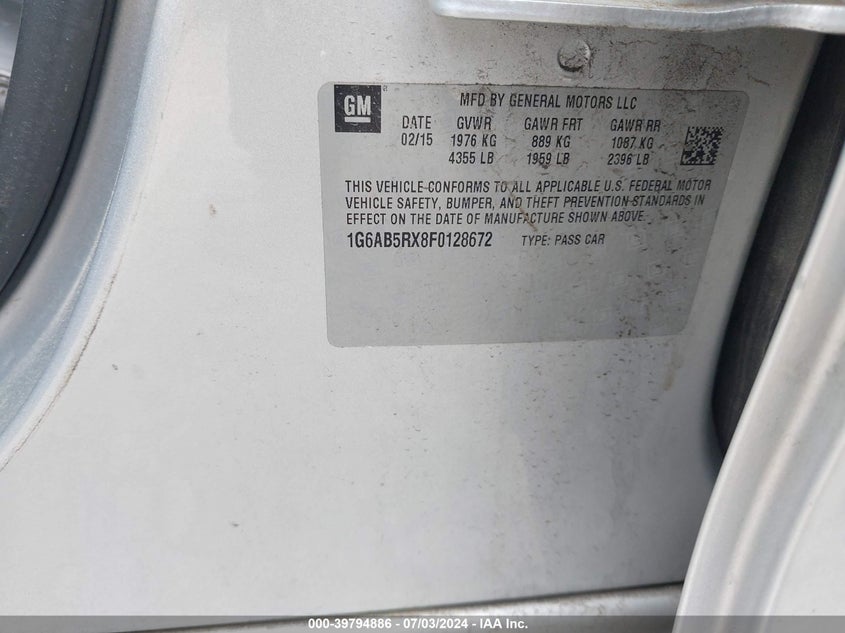 GM
MFD BY GENERAL MOTORS LLC
DATE GVWR GAWR FRT GAWR RR
02/15 1976 KG 889 KG 1087 KG
4355 LB 1959 LB 2396 LB
THIS VEHICLE CONFORMS TO ALL APPLICABLE U.S. FEDERAL MOTOR
VEHICLE SAFETY, BUMPER, AND THEFT PREVENTION STANDARDS IN
EFFECT ON THE DATE OF MANUFACTURE SHOWN ABOVE.
1G6AB5RX8F0128672 TYPE: PASS CAR
000-39794886 - 07/03/2024 - IAA Inc.